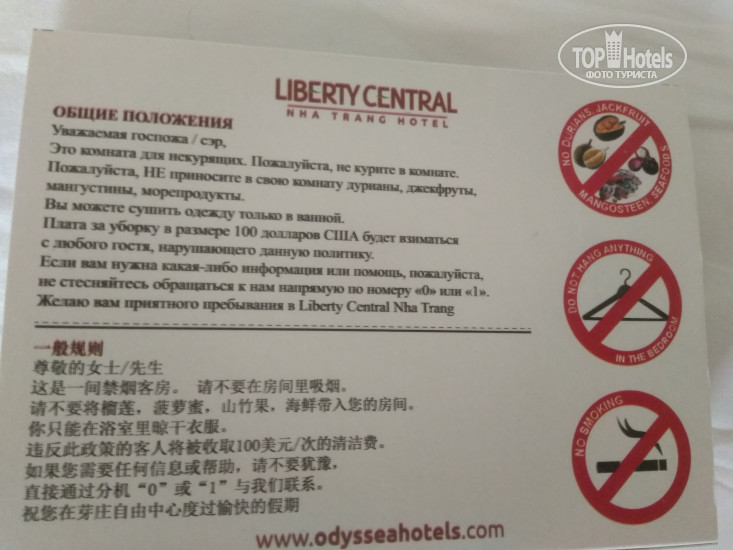 TOP Hotels
ФОТО ТУРИСТА
LIBERTY CENTRAL
NHA TRANG HOTEL
ОБЩИЕ ПОЛОЖЕНИЯ
Уважаемая госпожа / сэр,
Это комната для некурящих. Пожалуйста, не курите в комнате.
Пожалуйста, НЕ приносите в свою комнату дурианы, джекфруты,
мангустины, морепродукты.
Вы можете сушить одежду только в ванной.
Плата за уборку в размере 100 долларов США будет взиматься
с любого гостя, нарушающего данную политику.
Если вам нужна какая-либо информация или помощь, пожалуйста,
не стесняйтесь обращаться к нам напрямую по номеру «0» или «1».
Желаю вам приятного пребывания в Liberty Central Nha Trang
一般规则
尊敬的女士/先生
这是一间禁烟客房。 请不要在房间里吸烟。
请不要将榴莲，菠萝蜜，山竹果，海鲜带入您的房间。
你只能在浴室里晾干衣服。
违反此政策的客人将被收取100美元/次的清洁费。
如果您需要任何信息或帮助，请不要犹豫，
直接通过分机“0”或“1”与我们联系。
祝您在芽庄自由中心度过愉快的假期
NO DURIANS, JACKFRUIT
MANGOSTEEN, SEAFOODS
DO NOT HANG ANYTHING
IN THE BEDROOM
NO SMOKING
www.odysseahotels.com